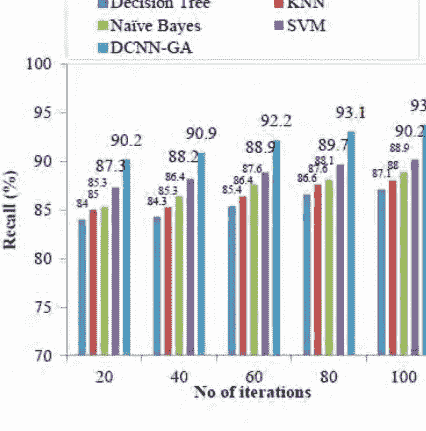 Decision Tree KNN
Naïve Bayes SVM
DCNN-GA
100
95
90
85
80
75
70
Recall (%)
84 85 85.3 87.3 90.2
84.3 85.3 86.4 88.2 90.9
85.4 86.4 87.6 88.9 92.2
86.6 87.6 88.1 89.7 93.1
87.1 88 88.9 90.2 93
20 40 60 80 100
No of iterations